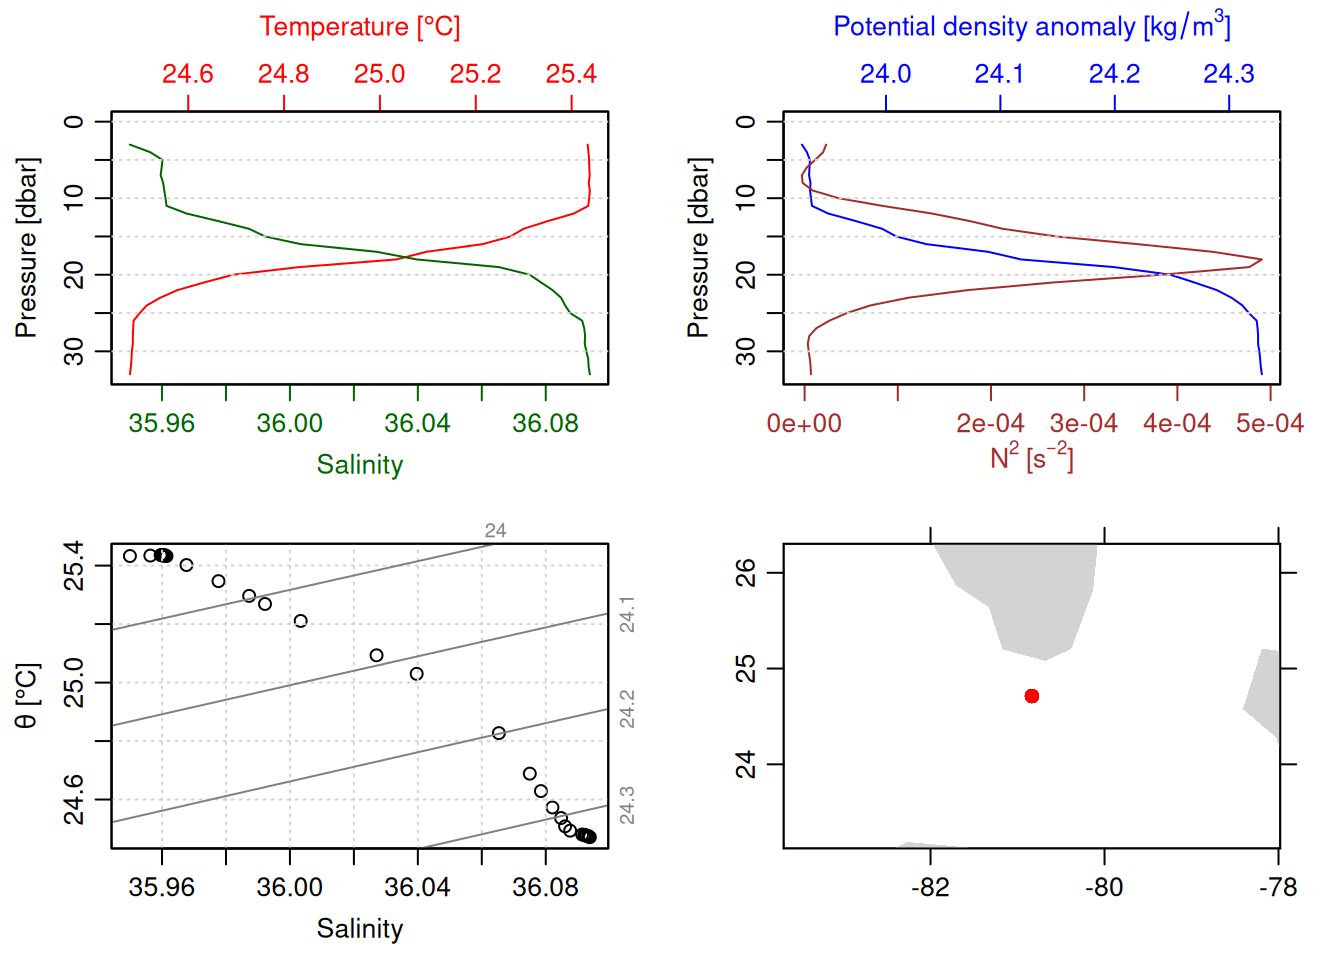 Temperature [°C]
24.6 24.8 25.0 25.2 25.4
Pressure [dbar]
0
10
20
30
35.96 36.00 36.04 36.08
Salinity
Potential density anomaly [kg/m³]
24.0 24.1 24.2 24.3
Pressure [dbar]
0
10
20
30
0e+00 2e-04 3e-04 4e-04 5e-04
N² [s⁻²]
24
24.1
24.2
24.3
θ [°C]
25.4
25.0
24.6
35.96 36.00 36.04 36.08
Salinity
26
25
24
-82 -80 -78